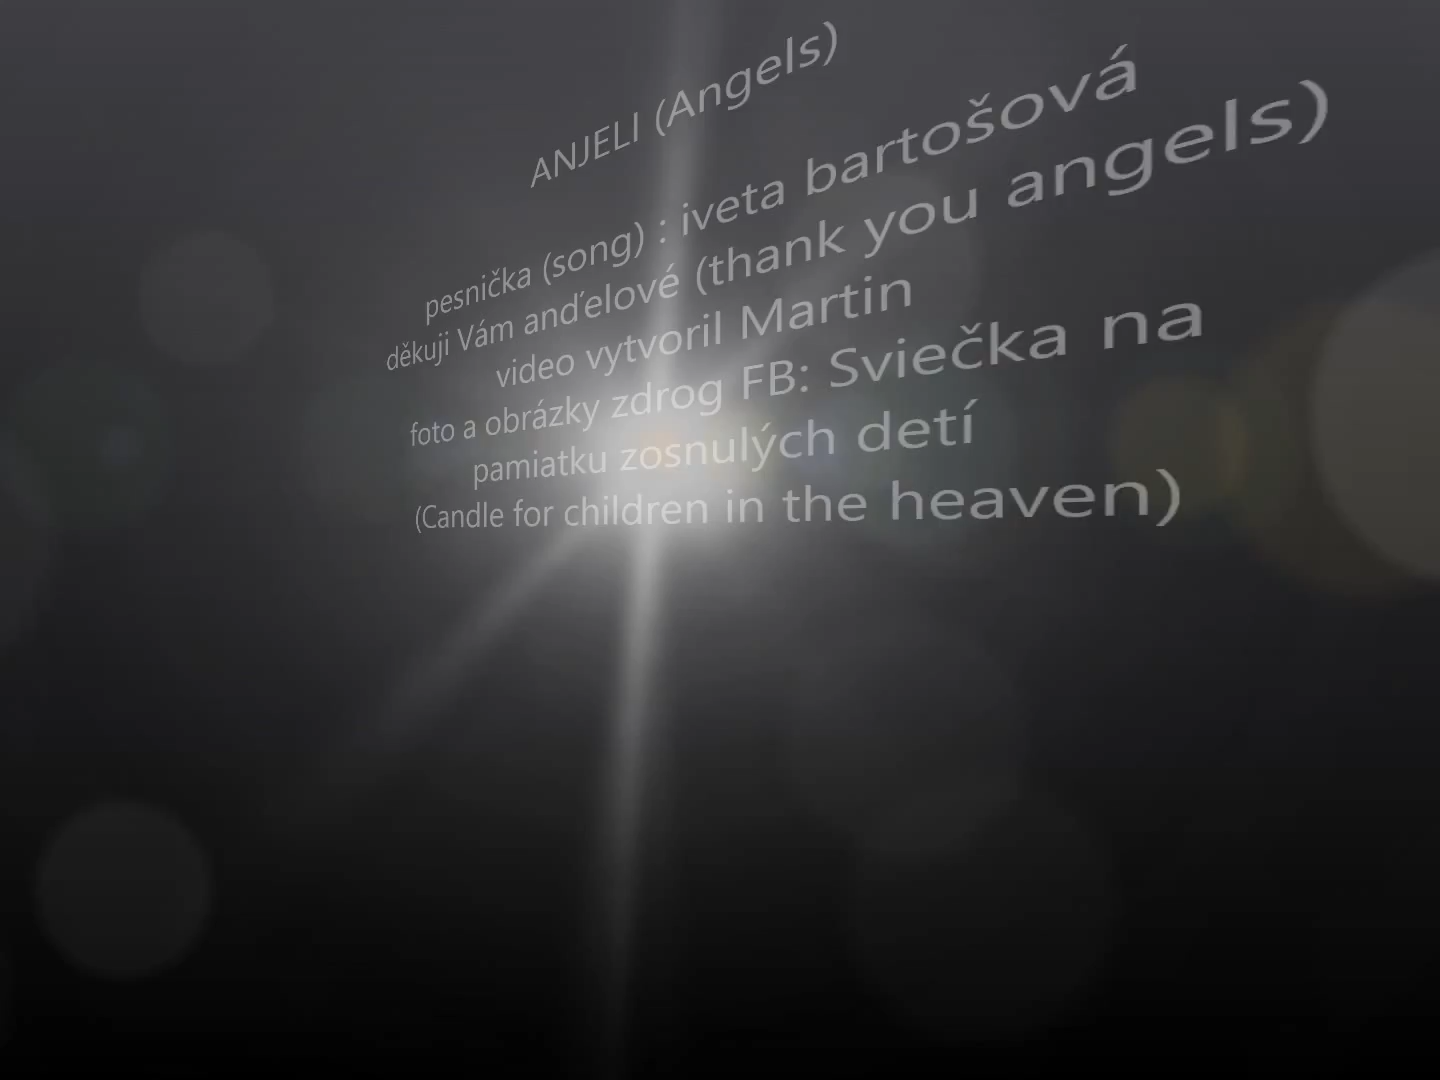 ANJELI (Angels)
pesnička (song) : iveta bartošová
děkuji Vám anďelové (thank you angels)
video vytvoril Martin
foto a obrázky zdrog FB: Sviečka na
pamiatku zosnulých detí
(Candle for children in the heaven)